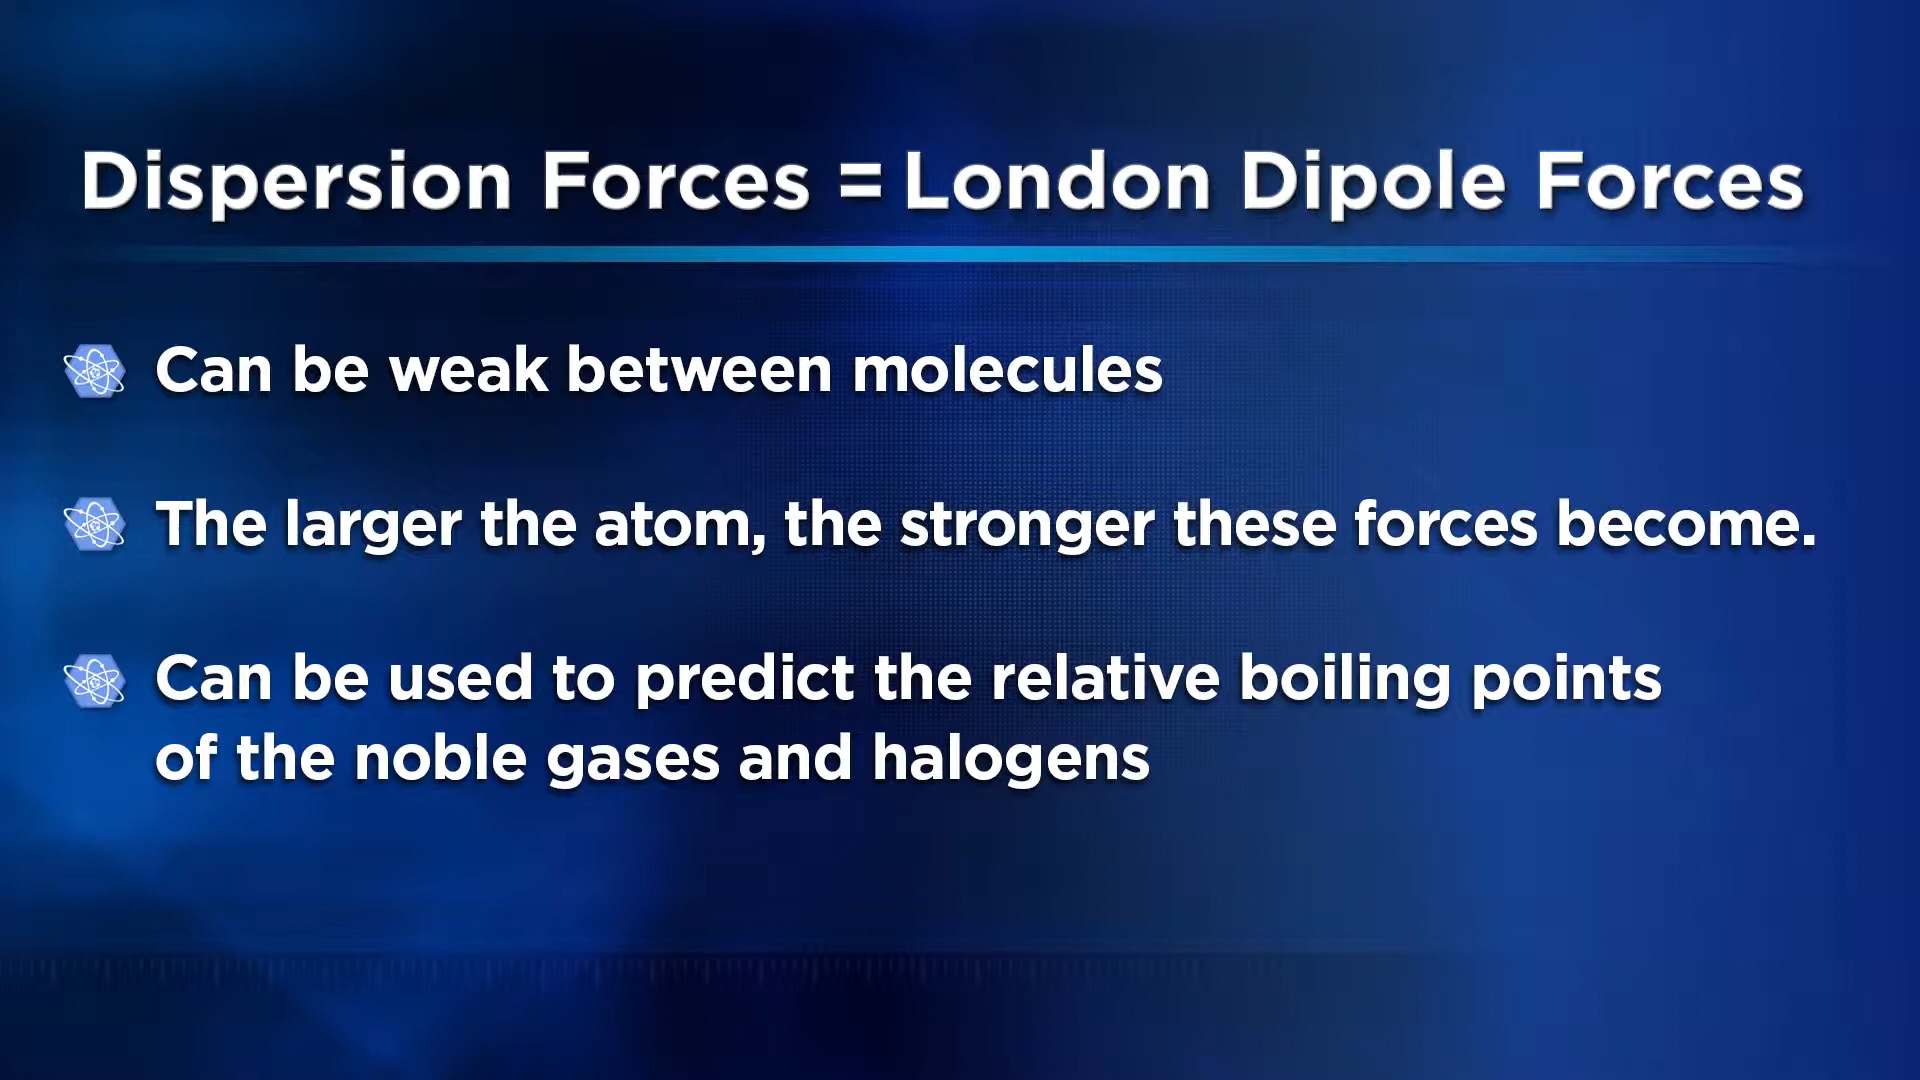 Dispersion Forces = London Dipole Forces
Can be weak between molecules
The larger the atom, the stronger these forces become.
Can be used to predict the relative boiling points
of the noble gases and halogens